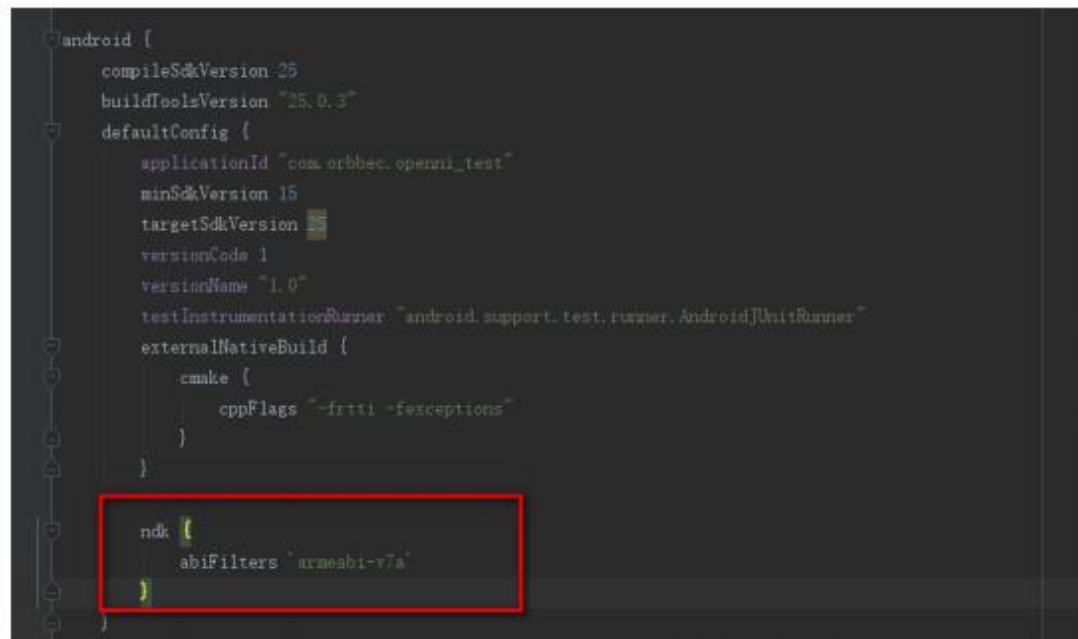 android {
compileSdkVersion 25
buildToolsVersion "25.0.3"
defaultConfig {
applicationId "com.orbbec.openni_test"
minSdkVersion 15
targetSdkVersion 25
versionCode 1
versionName "1.0"
testInstrumentationRunner "android.support.test.runner.AndroidJUnitRunner"
externalNativeBuild {
cmake {
cppFlags "-frtti -fexceptions"
}
}
ndk {
abiFilters 'armeabi-v7a'
}
}